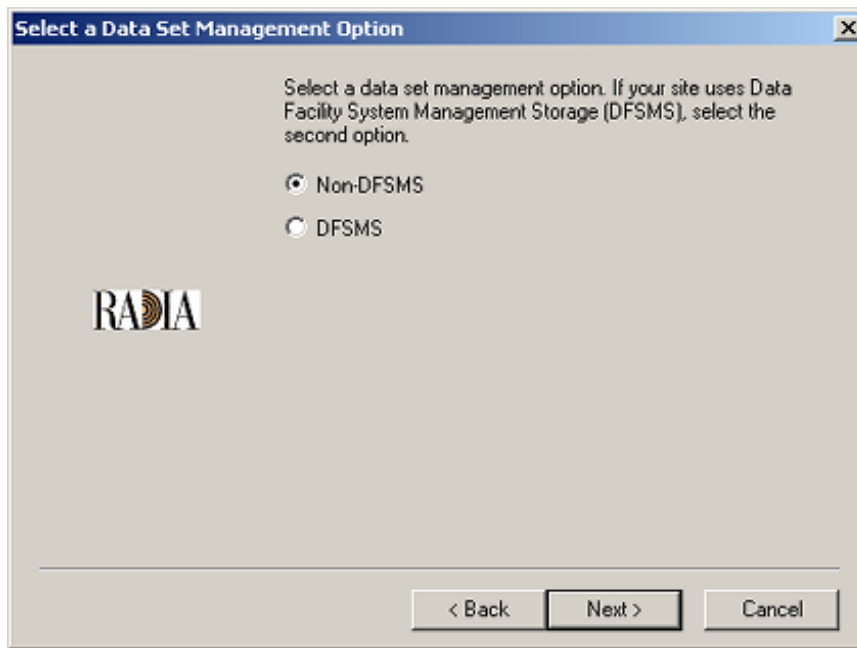 Select a Data Set Management Option
Select a data set management option. If your site uses Data
Facility System Management Storage (DFSMS), select the
second option.
Non-DFSMS
DFSMS
RADIA
< Back
Next >
Cancel